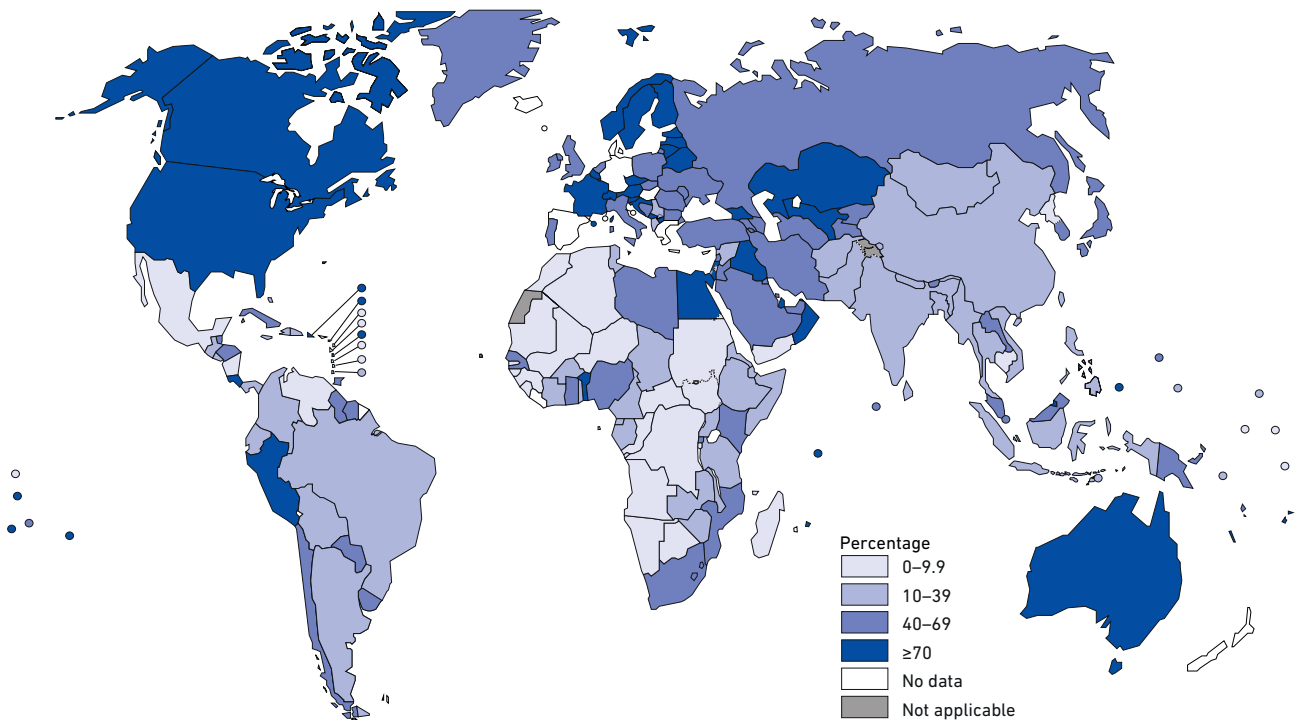 Percentage
0–9.9
10–39
40–69
≥70
No data
Not applicable